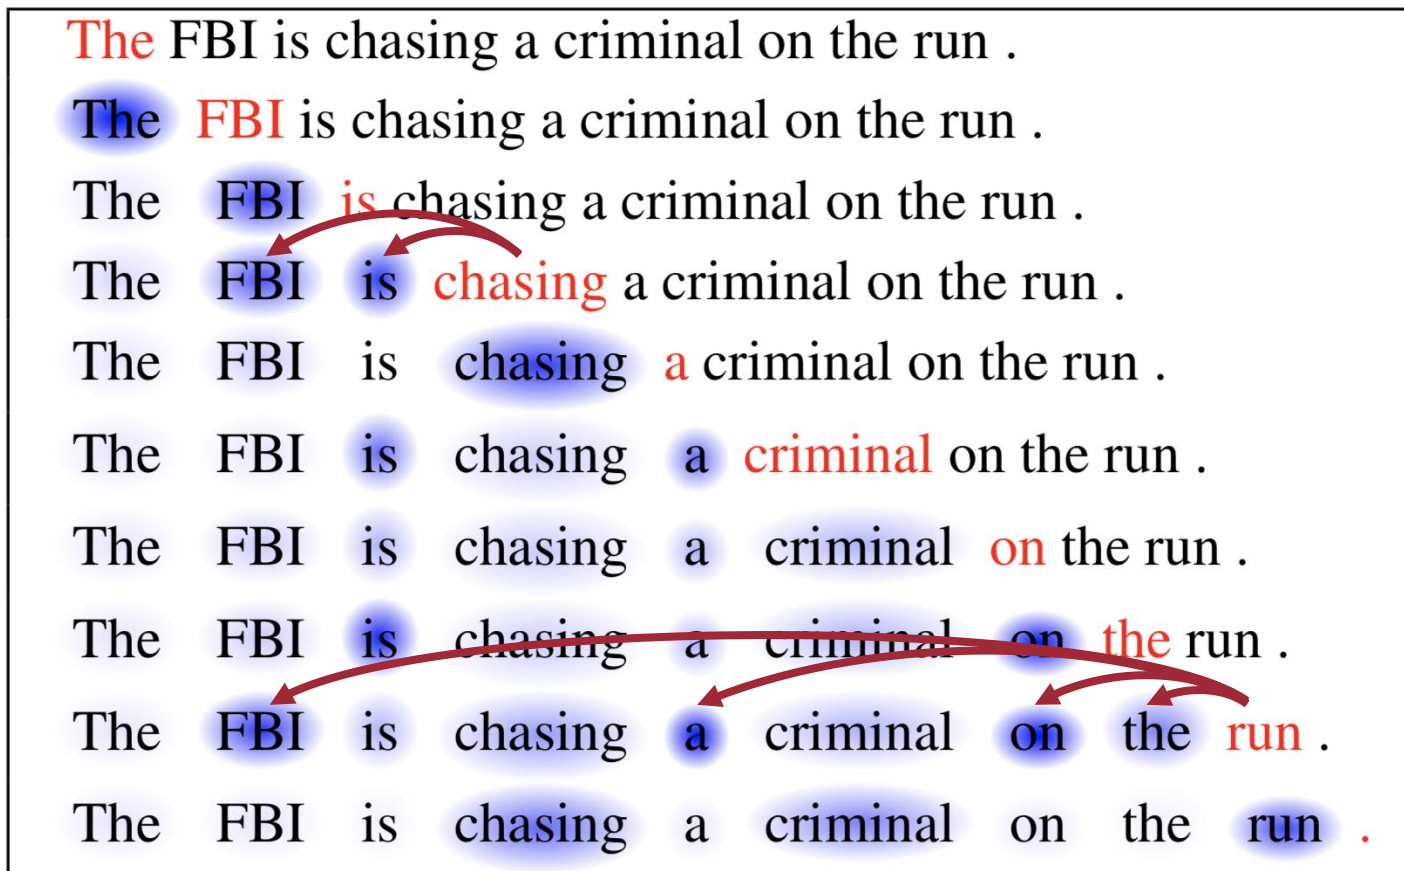 The FBI is chasing a criminal on the run .
The FBI is chasing a criminal on the run .
The FBI is chasing a criminal on the run .
The FBI is chasing a criminal on the run .
The FBI is chasing a criminal on the run .
The FBI is chasing a criminal on the run .
The FBI is chasing a criminal on the run .
The FBI is chasing a criminal on the run .
The FBI is chasing a criminal on the run .
The FBI is chasing a criminal on the run .